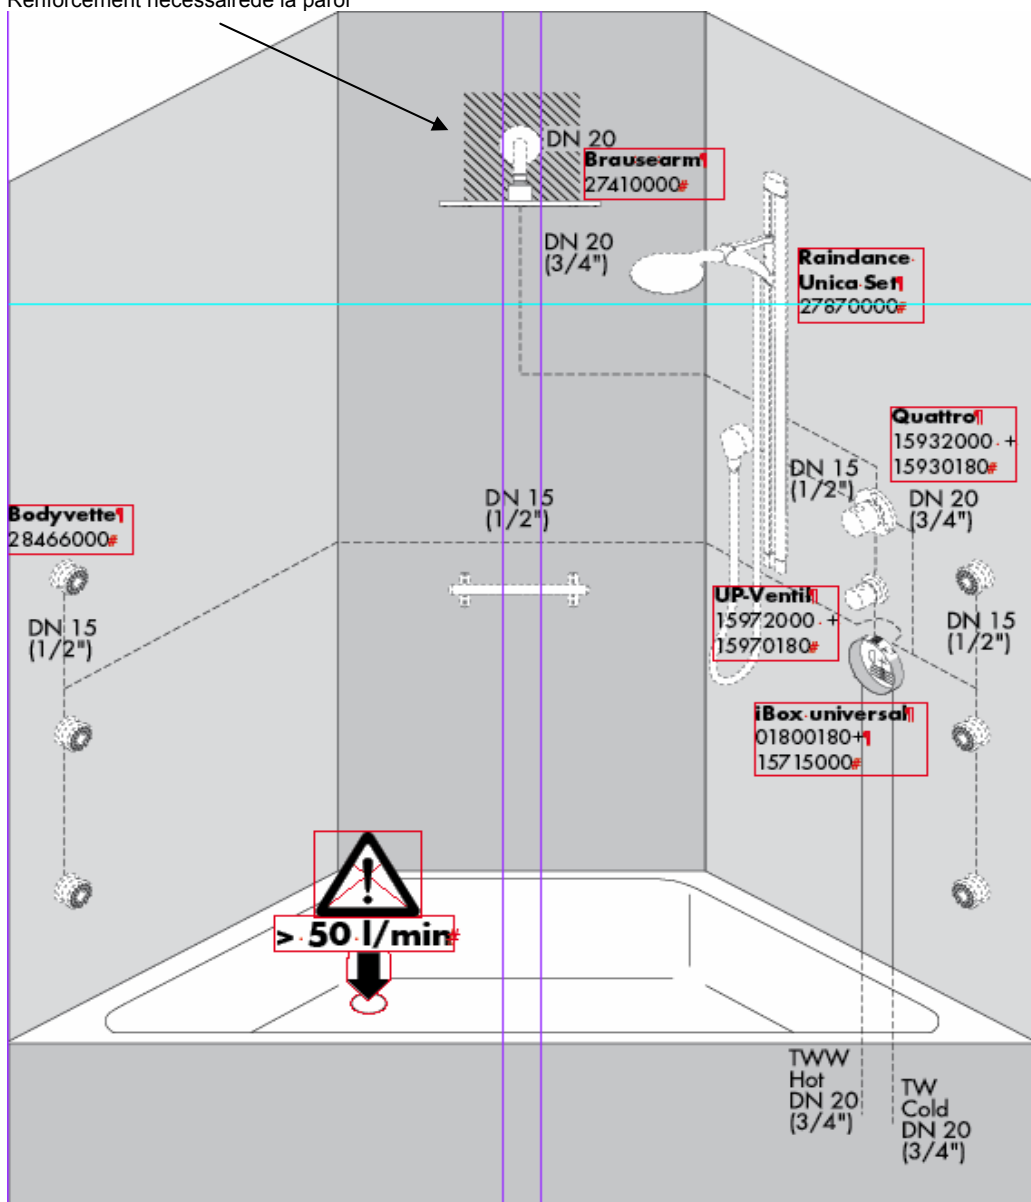 Renforcement nécessairede la paroi
DN 20
Brausearm¶
27410000#
DN 20
(3/4")
Raindance·
Unica·Set¶
27870000#
Quattro¶
15932000·+
15930180#
DN 15
(1/2")
DN 20
(3/4")
DN 15
(1/2")
Bodyvette¶
28466000#
DN 15
(1/2")
UP-Ventil¶
15972000·+
15970180#
DN 15
(1/2")
iBox·universal¶
01800180+¶
15715000#
>·50·l/min#
TWW
Hot
DN 20
(3/4")
TW
Cold
DN 20
(3/4")